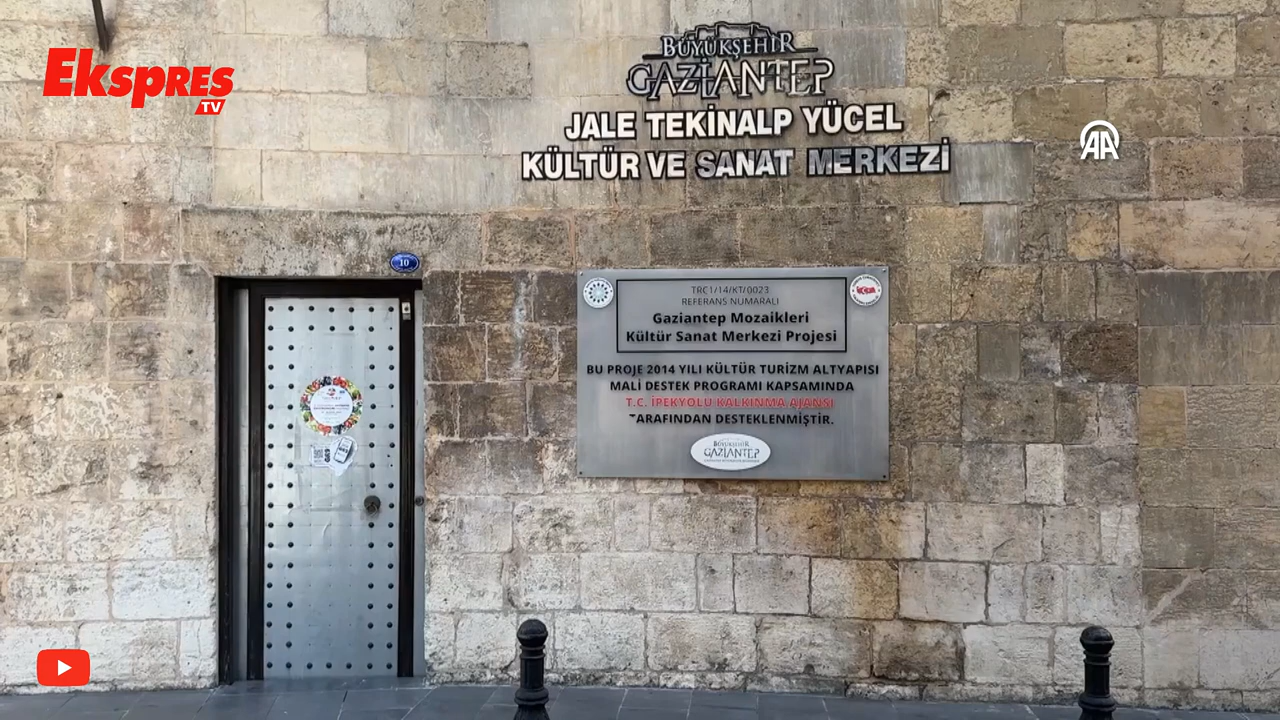 EKSPRES
TV
BÜYÜKŞEHİR
GAZİANTEP
JALE TEKİNALP YÜCEL
KÜLTÜR VE SANAT MERKEZİ
AA
10
TRC1/14/KT/0023
REFERANS NUMARALI
Gaziantep Mozaikleri
Kültür Sanat Merkezi Projesi
BU PROJE 2014 YILI KÜLTÜR TURİZM ALTYAPISI
MALİ DESTEK PROGRAMI KAPSAMINDA
T.C. İPEKYOLU KALKINMA AJANSI
TARAFINDAN DESTEKLENMİŞTİR.
BÜYÜKŞEHİR
GAZİANTEP